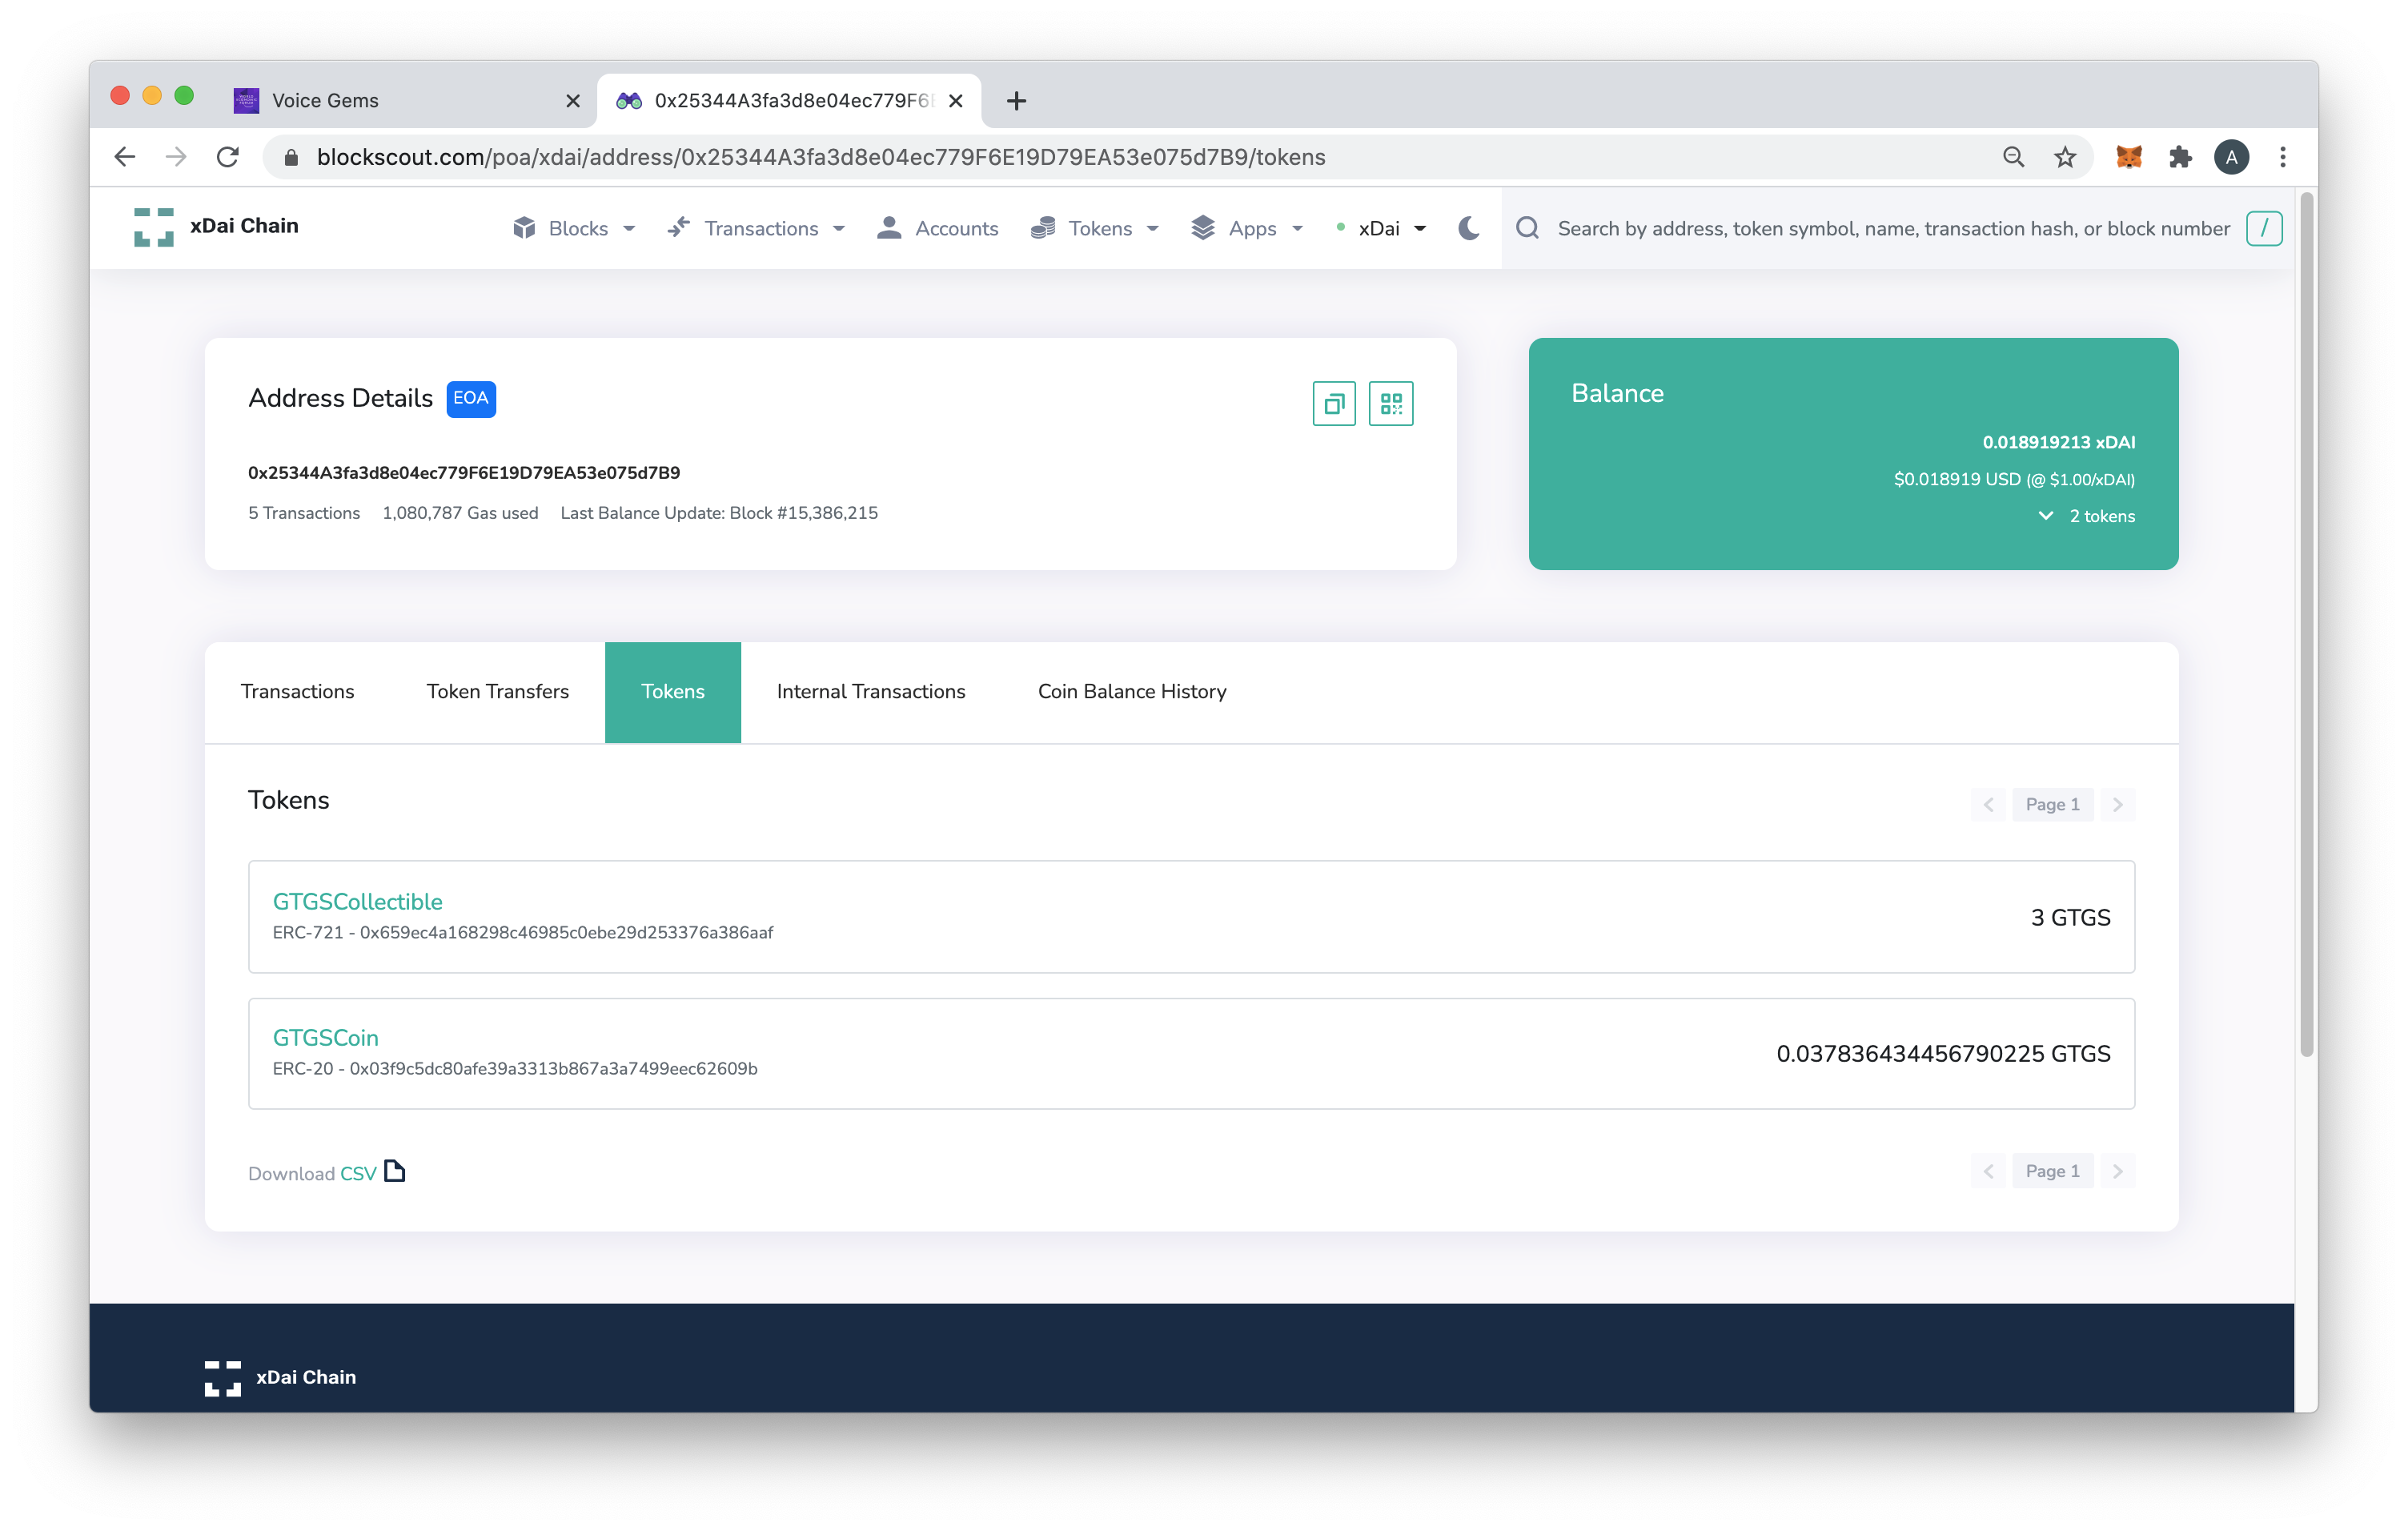 Voice Gems
0x25344A3fa3d8e04ec779F6
blockscout.com/poa/xdai/address/0x25344A3fa3d8e04ec779F6E19D79EA53e075d7B9/tokens
A
xDai Chain
Blocks
Transactions
Accounts
Tokens
Apps
xDai
Search by address, token symbol, name, transaction hash, or block number
/
Address Details EOA
0x25344A3fa3d8e04ec779F6E19D79EA53e075d7B9
5 Transactions 1,080,787 Gas used Last Balance Update: Block #15,386,215
Balance
0.018919213 xDAI
$0.018919 USD (@ $1.00/xDAI)
2 tokens
Transactions
Token Transfers
Tokens
Internal Transactions
Coin Balance History
Tokens
Page 1
GTGSCollectible
ERC-721 - 0x659ec4a168298c46985c0ebe29d253376a386aaf
3 GTGS
GTGSCoin
ERC-20 - 0x03f9c5dc80afe39a3313b867a3a7499eec62609b
0.037836434456790225 GTGS
Download CSV
Page 1
xDai Chain